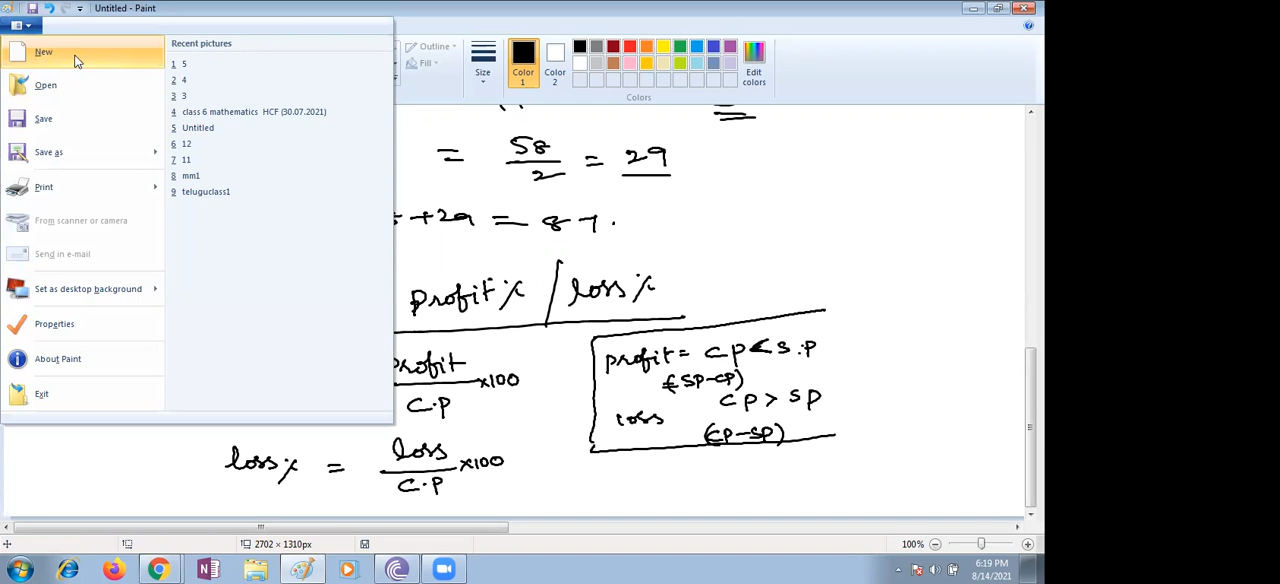 Untitled - Paint
New
Open
Save
Save as
Print
From scanner or camera
Send in e-mail
Set as desktop background
Properties
About Paint
Exit
Recent pictures
1 5
2 4
3 3
4 class 6 mathematics HCF (30.07.2021)
5 Untitled
6 12
7 11
8 mm1
9 teluguclass1
Outline
Fill
Size
Color 1
Color 2
Edit colors
Colors
= 58/2 = 29
+29 = 87.
profit% / loss%
profit/C.P ×100
profit = CP < S.P
(SP-CP)
CP > SP
loss
(CP-SP)
loss% = loss/C.P ×100
2702 × 1310px
100%
6:19 PM
8/14/2021